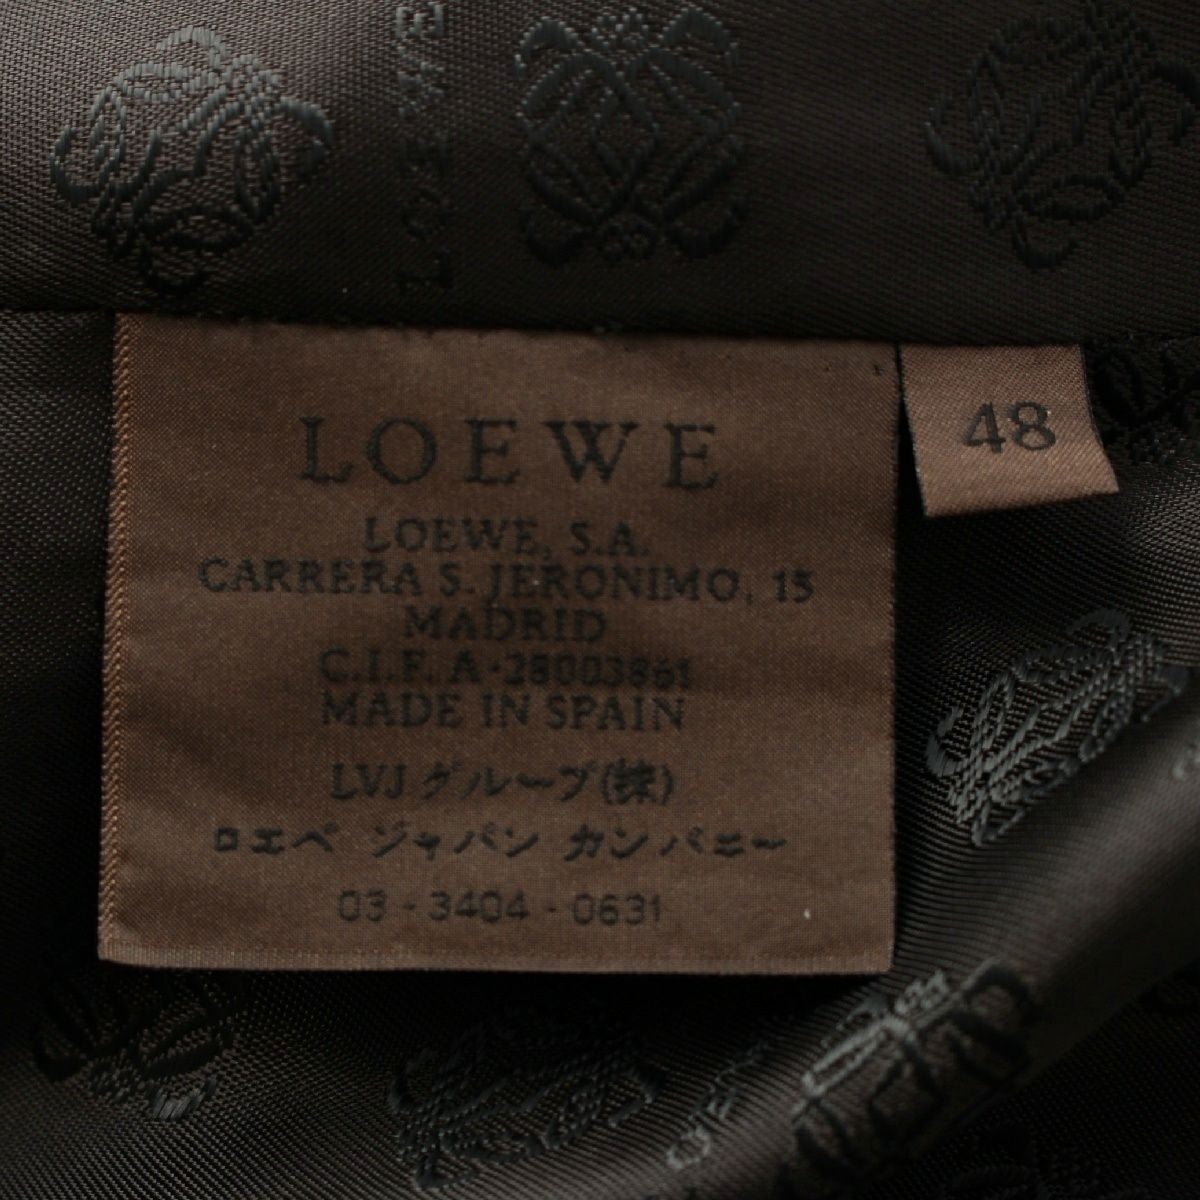 LOEWE
LOEWE
48
LOEWE, S.A.
CARRERA S. JERONIMO, 15
MADRID
C.I.F. A-28003861
MADE IN SPAIN
LVJ グループ(株)
ロエベ ジャパン カンパニー
03-3404-0631